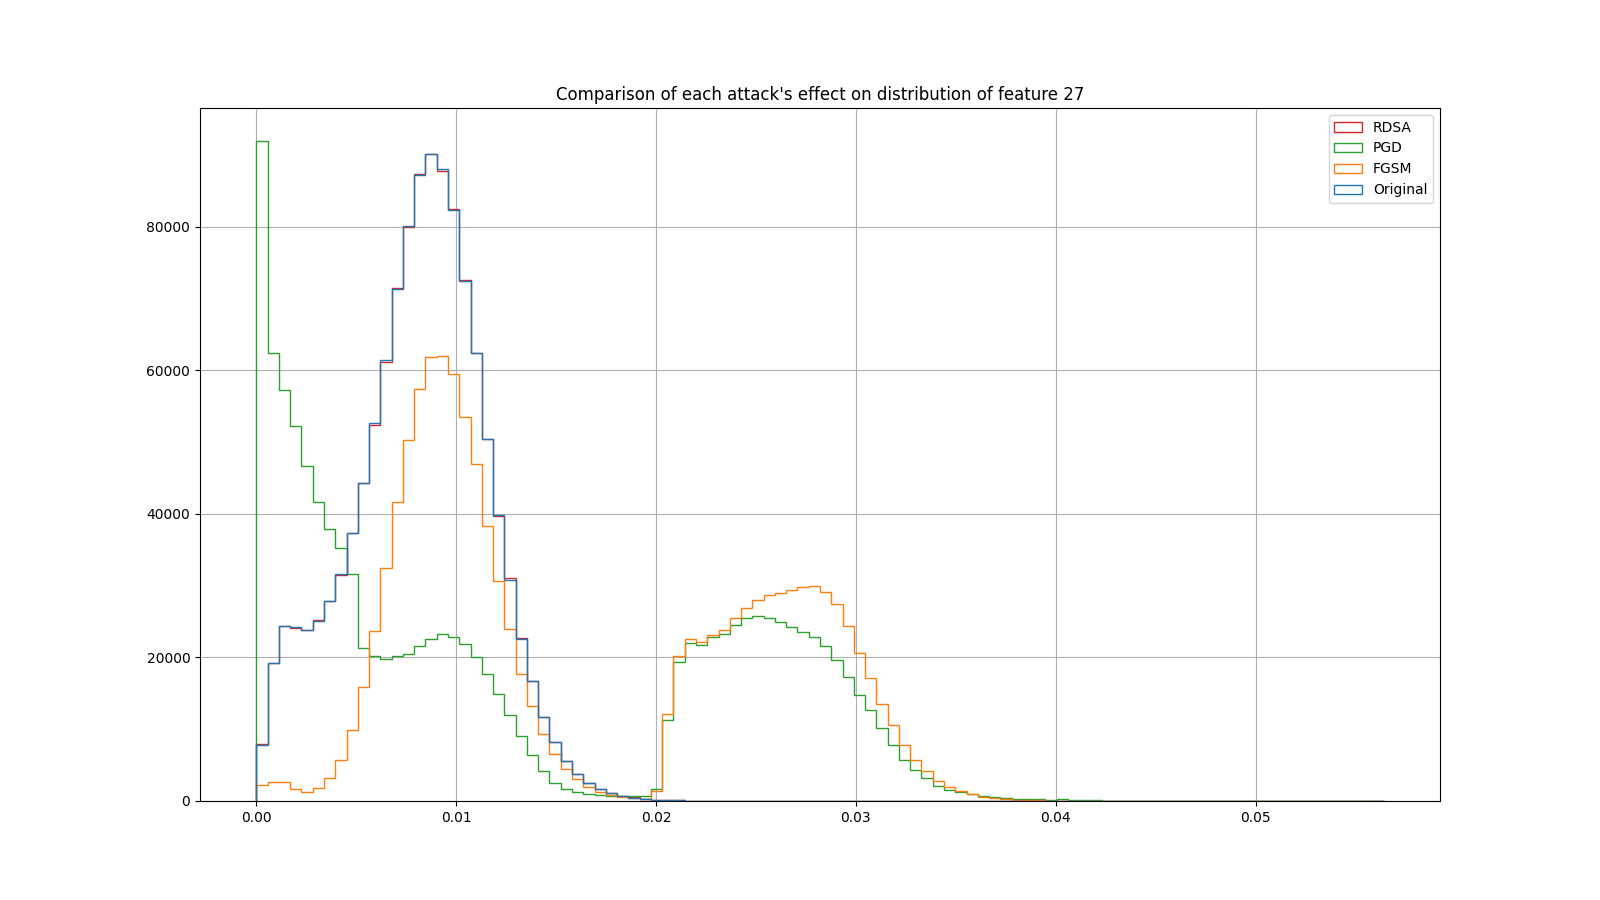 Comparison of each attack's effect on distribution of feature 27
RDSA
PGD
FGSM
Original
80000
60000
40000
20000
0
0.00 0.01 0.02 0.03 0.04 0.05